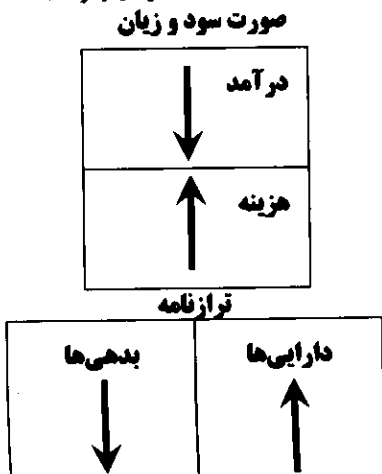 صورت سود و زیان
درآمد
هزینه
ترازنامه
دارایی‌ها
بدهی‌ها